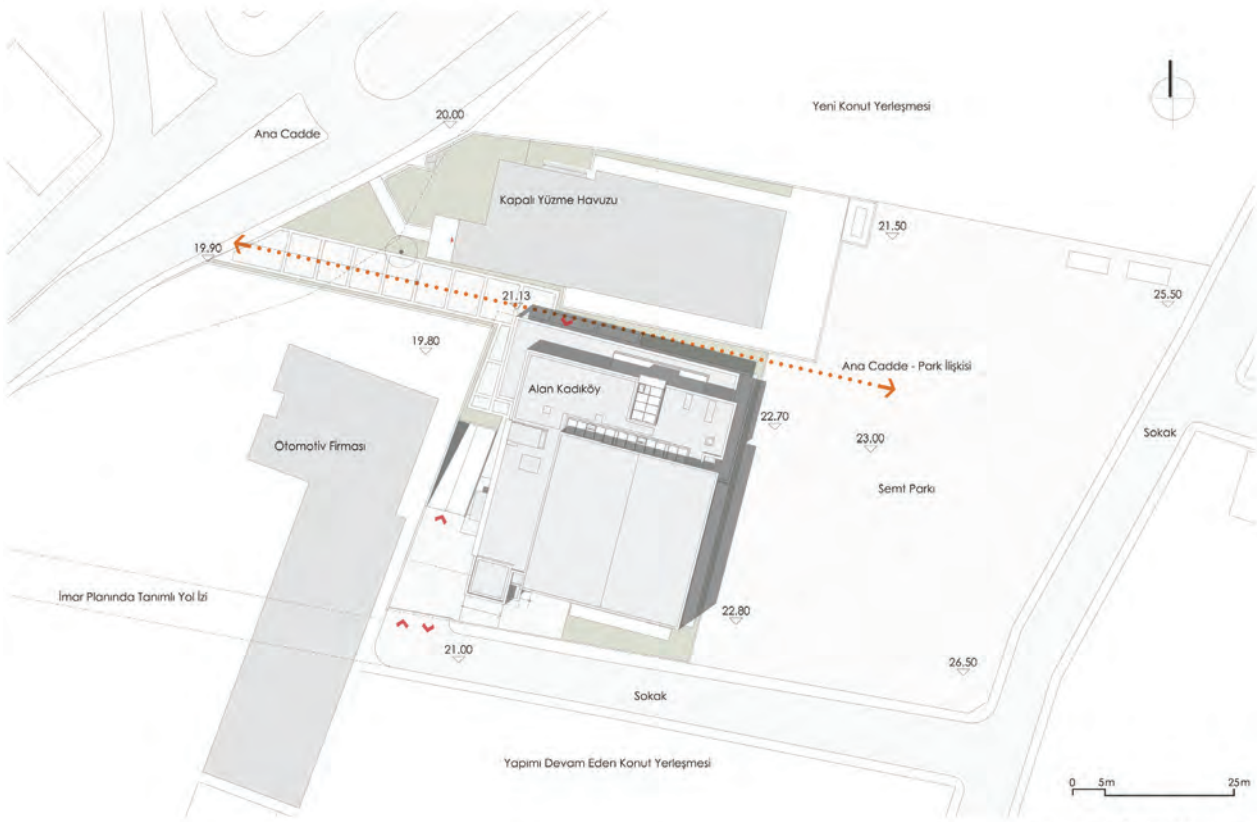 Yeni Konut Yerleşmesi
20.00
Ana Cadde
Kapalı Yüzme Havuzu
21.50
19.90
25.50
21.13
19.80
Ana Cadde - Park İlişkisi
Alan Kadıköy
22.70
23.00
Sokak
Otomotiv Firması
Semt Parkı
İmar Planında Tanımlı Yol İzi
22.80
21.00
26.50
Sokak
Yapımı Devam Eden Konut Yerleşmesi
0 5m 25m